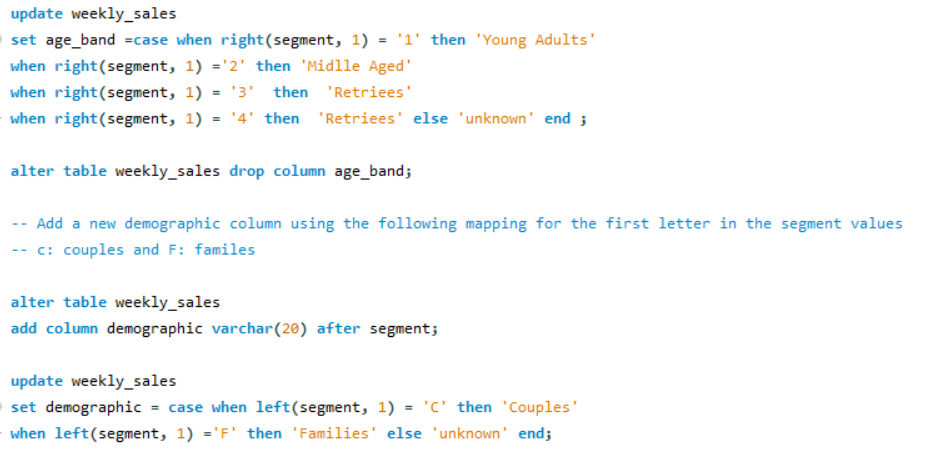 update weekly_sales
set age_band =case when right(segment, 1) = '1' then 'Young Adults'
when right(segment, 1) ='2' then 'Midlle Aged'
when right(segment, 1) = '3'  then  'Retriees'
when right(segment, 1) = '4' then  'Retriees' else 'unknown' end ;
alter table weekly_sales drop column age_band;
-- Add a new demographic column using the following mapping for the first letter in the segment values
-- c: couples and F: familes
alter table weekly_sales
add column demographic varchar(20) after segment;
update weekly_sales
set demographic = case when left(segment, 1) = 'C' then 'Couples'
when left(segment, 1) ='F' then 'Families' else 'unknown' end;